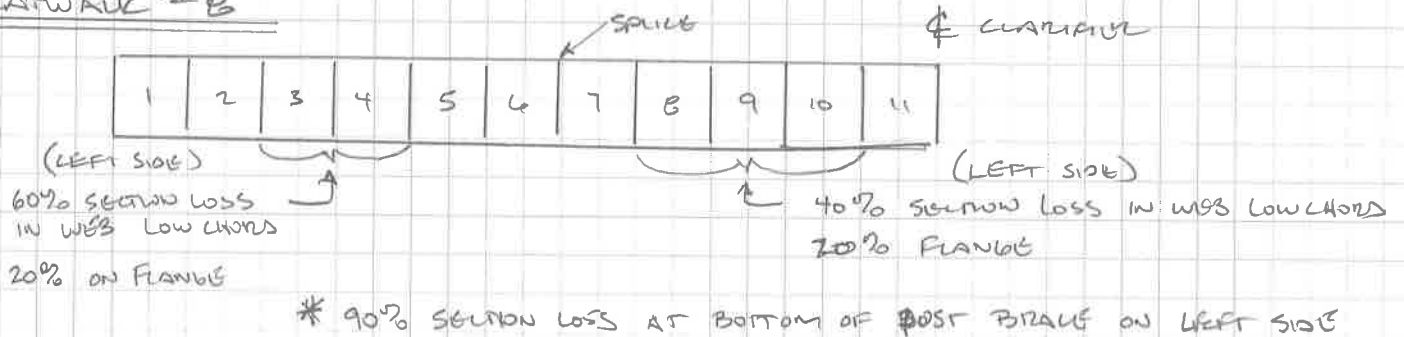 SPLICE
℄ CLARIFIER
1 2 3 4 5 6 7 8 9 10 11
(LEFT SIDE)
60% SECTION LOSS
IN WEB LOW CHORD
20% ON FLANGE
(LEFT SIDE)
40% SECTION LOSS IN WEB LOW CHORD
20% FLANGE
* 90% SECTION LOSS AT BOTTOM OF POST BRACE ON LEFT SIDE